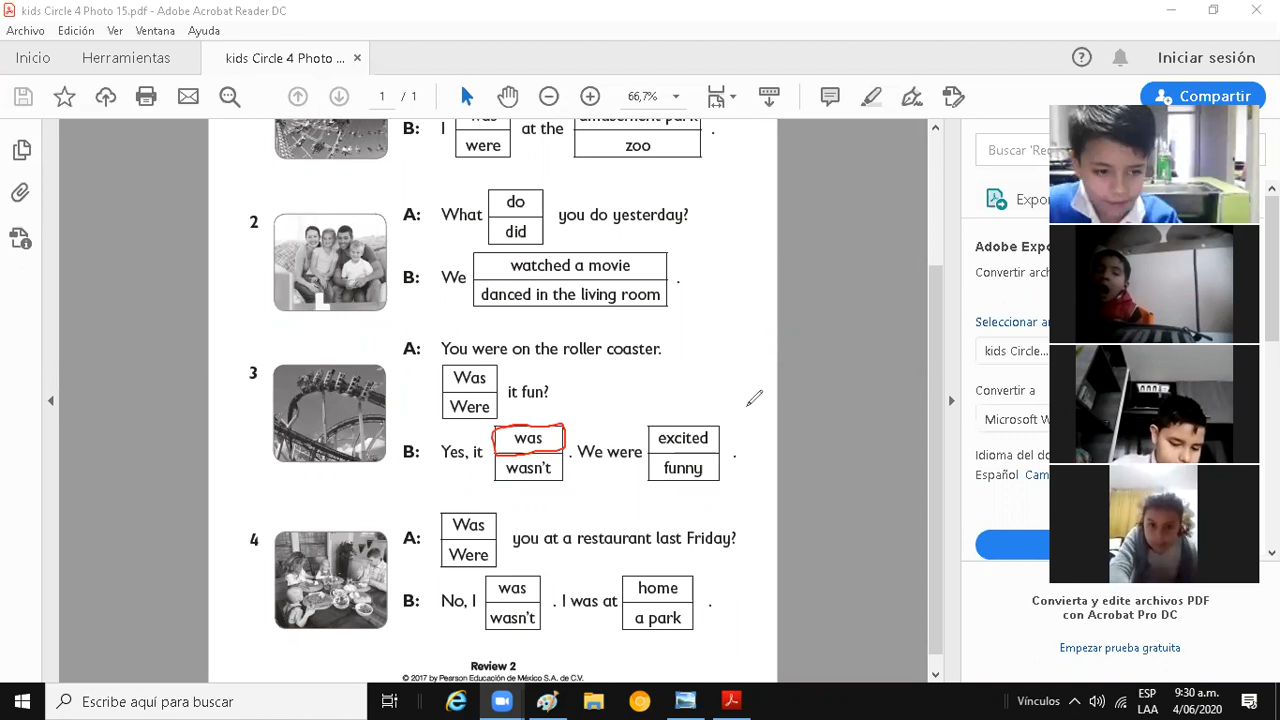 kids Circle 4 Photo 15.pdf - Adobe Acrobat Reader DC
Archivo Edición Ver Ventana Ayuda
Inicio Herramientas kids Circle 4 Photo ... × Iniciar sesión
1 / 1 66,7% Compartir
B: I was at the amusement park .
were zoo
2 A: What do you do yesterday?
did
B: We watched a movie .
danced in the living room
A: You were on the roller coaster.
3 Was it fun?
Were
B: Yes, it was . We were excited .
wasn't funny
4 A: Was you at a restaurant last Friday?
Were
B: No, I was . I was at home .
wasn't a park
Review 2
© 2017 by Pearson Educación de México S.A. de C.V.
Buscar 'Re
Expor
Adobe Expo
Convertir arch
Seleccionar ar
kids Circle...
Convertir a
Microsoft W
Idioma del do
Español Cam
Convierta y edite archivos PDF
con Acrobat Pro DC
Empezar prueba gratuita
Escribe aquí para buscar
Vínculos ESP 9:30 a.m.
LAA 4/06/2020